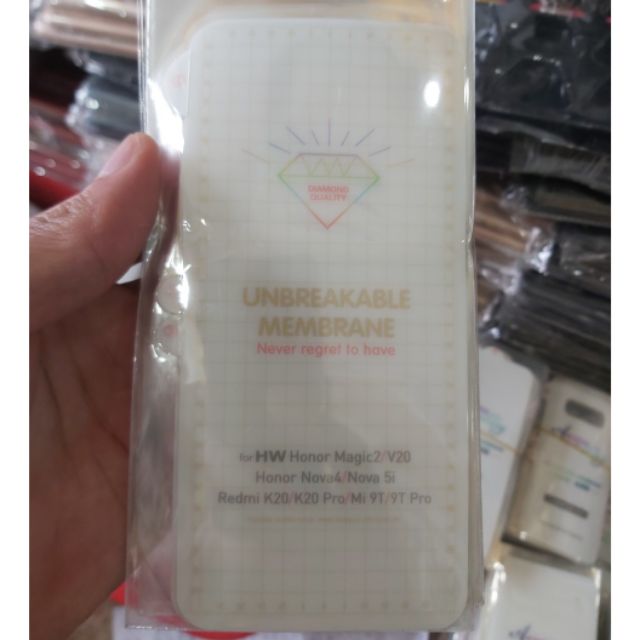 DIAMOND
QUALITY
UNBREAKABLE
MEMBRANE
Never regret to have
for HW Honor Magic2/V20
Honor Nova4/Nova 5i
Redmi K20/K20 Pro/Mi 9T/9T Pro